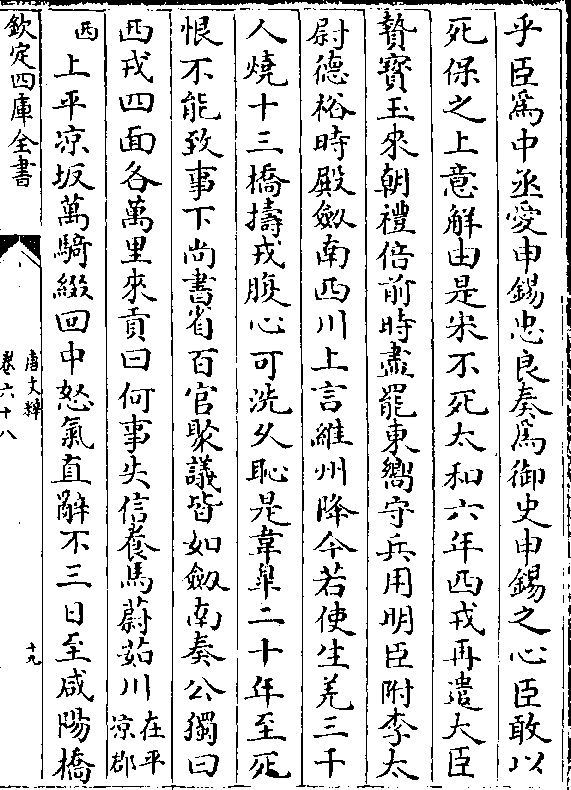 乎臣爲中丞愛申錫忠良奏爲御史申錫之心臣敢以
死保之上意解由是宋不死太和六年西戎再遣大臣
贄寳玉來朝禮倍前時盡罷東嚮守兵用明臣附李太
尉德裕時殿劔南西川上言維州降今若使生羌三千
人燒十三橋擣戎腹心可洗乆恥是韋臯二十年至死
恨不能致事下尚書省百官聚議皆如劔南奏公獨曰
西戎四面各萬里來責曰何事失信養馬蔚茹川在平凉郡
西上平凉坂萬騎綴回中怒氣直辭不三日至咸陽橋
欽定四庫全書
唐文粹
卷六十八
十九